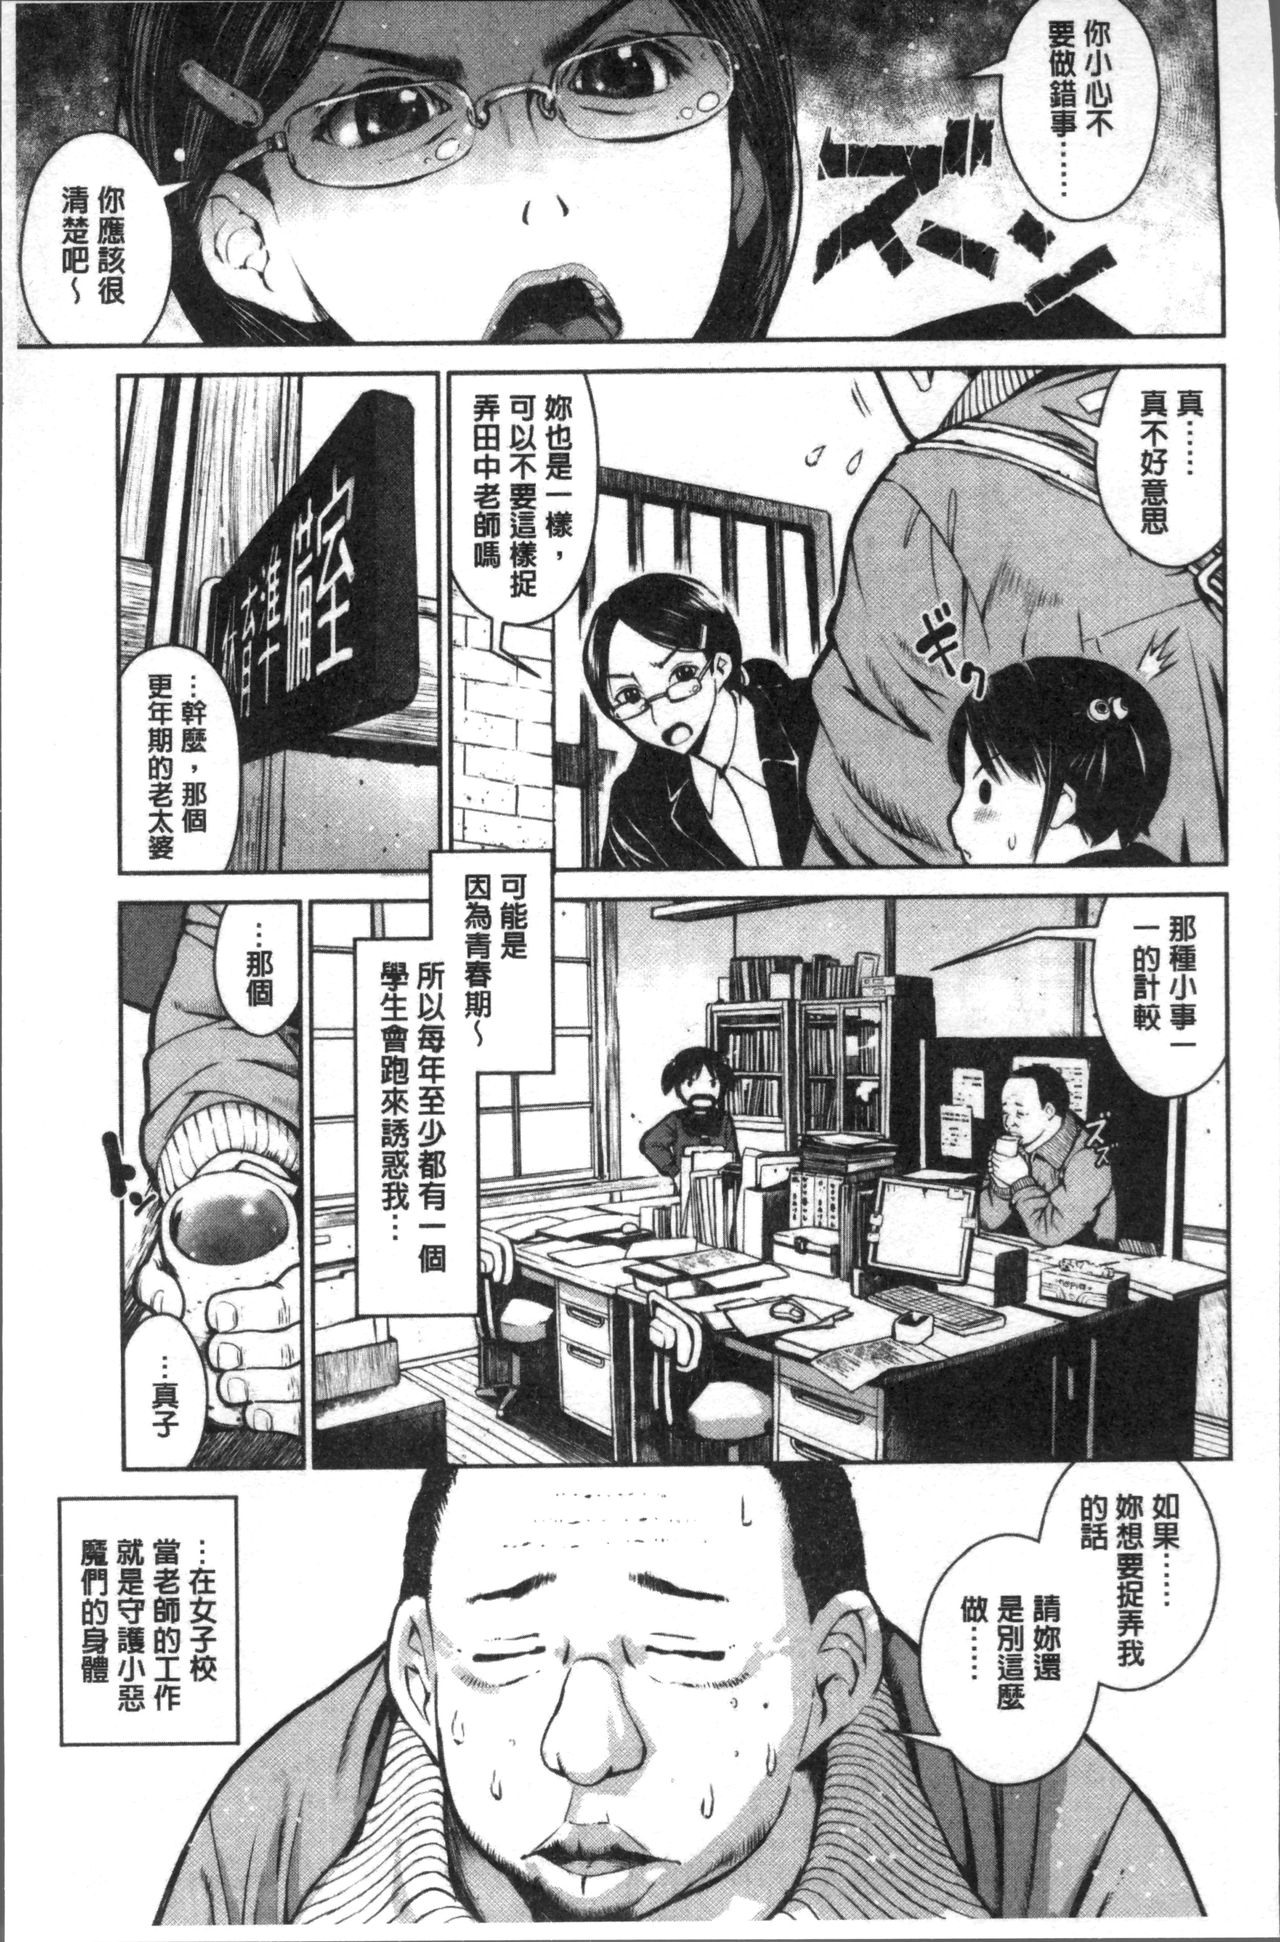 你小心不
要做錯事……
ズン
你應該很
清楚吧～
真……
真不好意思
ギクッ
妳也是一樣，
可以不要這樣捉
弄田中老師嗎
体育準備室
…幹麼，那個
更年期的老太婆
那種小事一
一的計較
ズズズ
可能是
因為青春期～
所以每年至少都有一個
學生會跑來誘惑我…
…那個
トン
…真子
如果……
妳想要捉弄我
的話
請妳還
是別這麼
做……
…在女子校
當老師的工作
就是守護小惡
魔們的身體